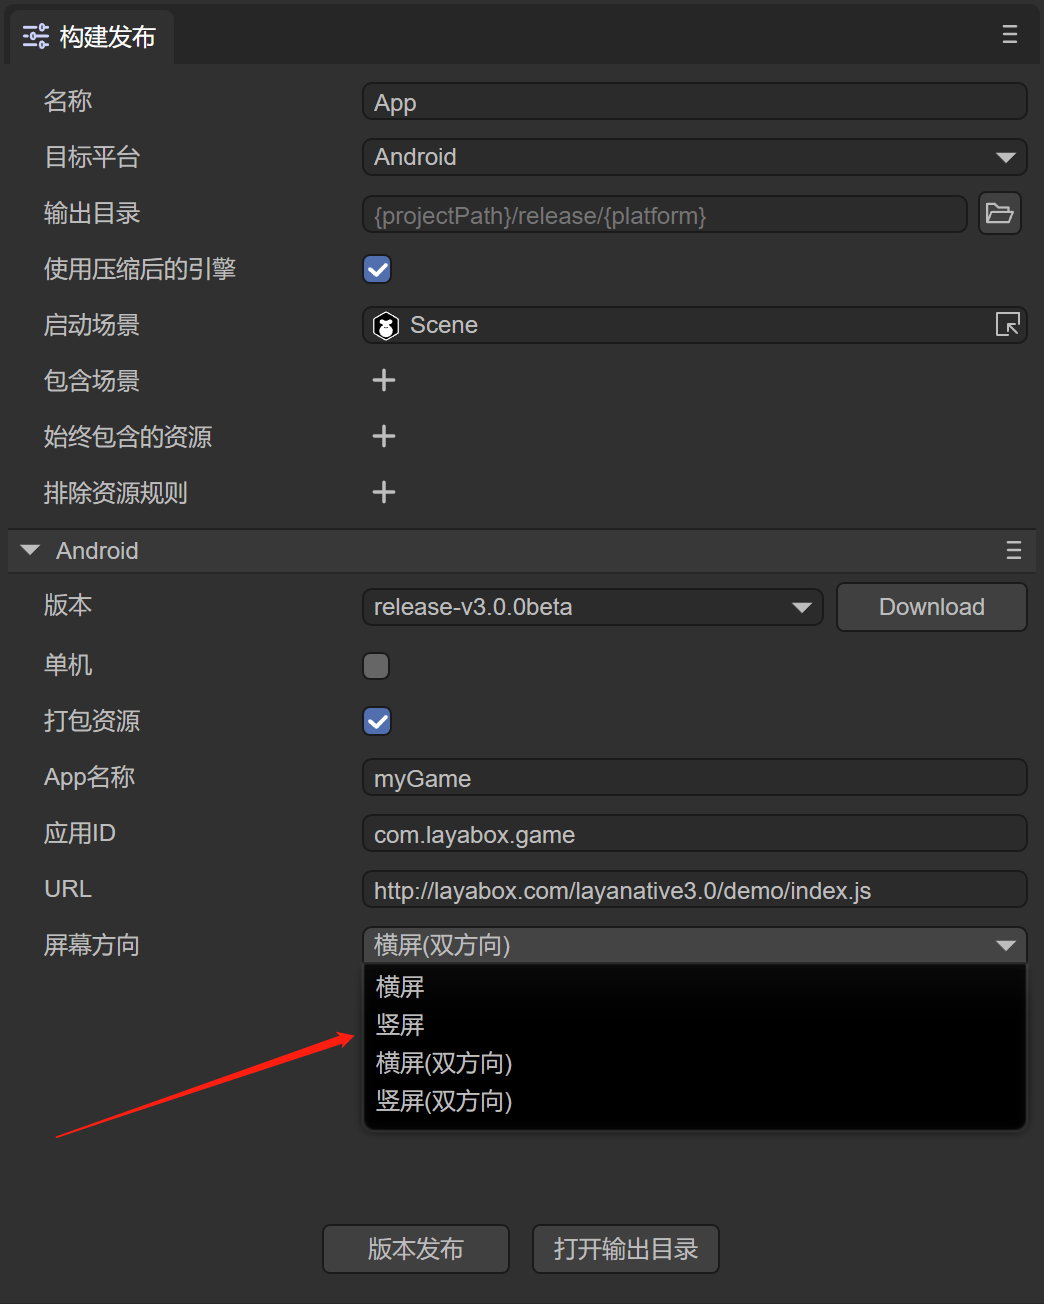 构建发布
名称
App
目标平台
Android
输出目录
{projectPath}/release/{platform}
使用压缩后的引擎
启动场景
Scene
包含场景
始终包含的资源
排除资源规则
Android
版本
release-v3.0.0beta
Download
单机
打包资源
App名称
myGame
应用ID
com.layabox.game
URL
http://layabox.com/layanative3.0/demo/index.js
屏幕方向
横屏(双方向)
横屏
竖屏
横屏(双方向)
竖屏(双方向)
版本发布
打开输出目录